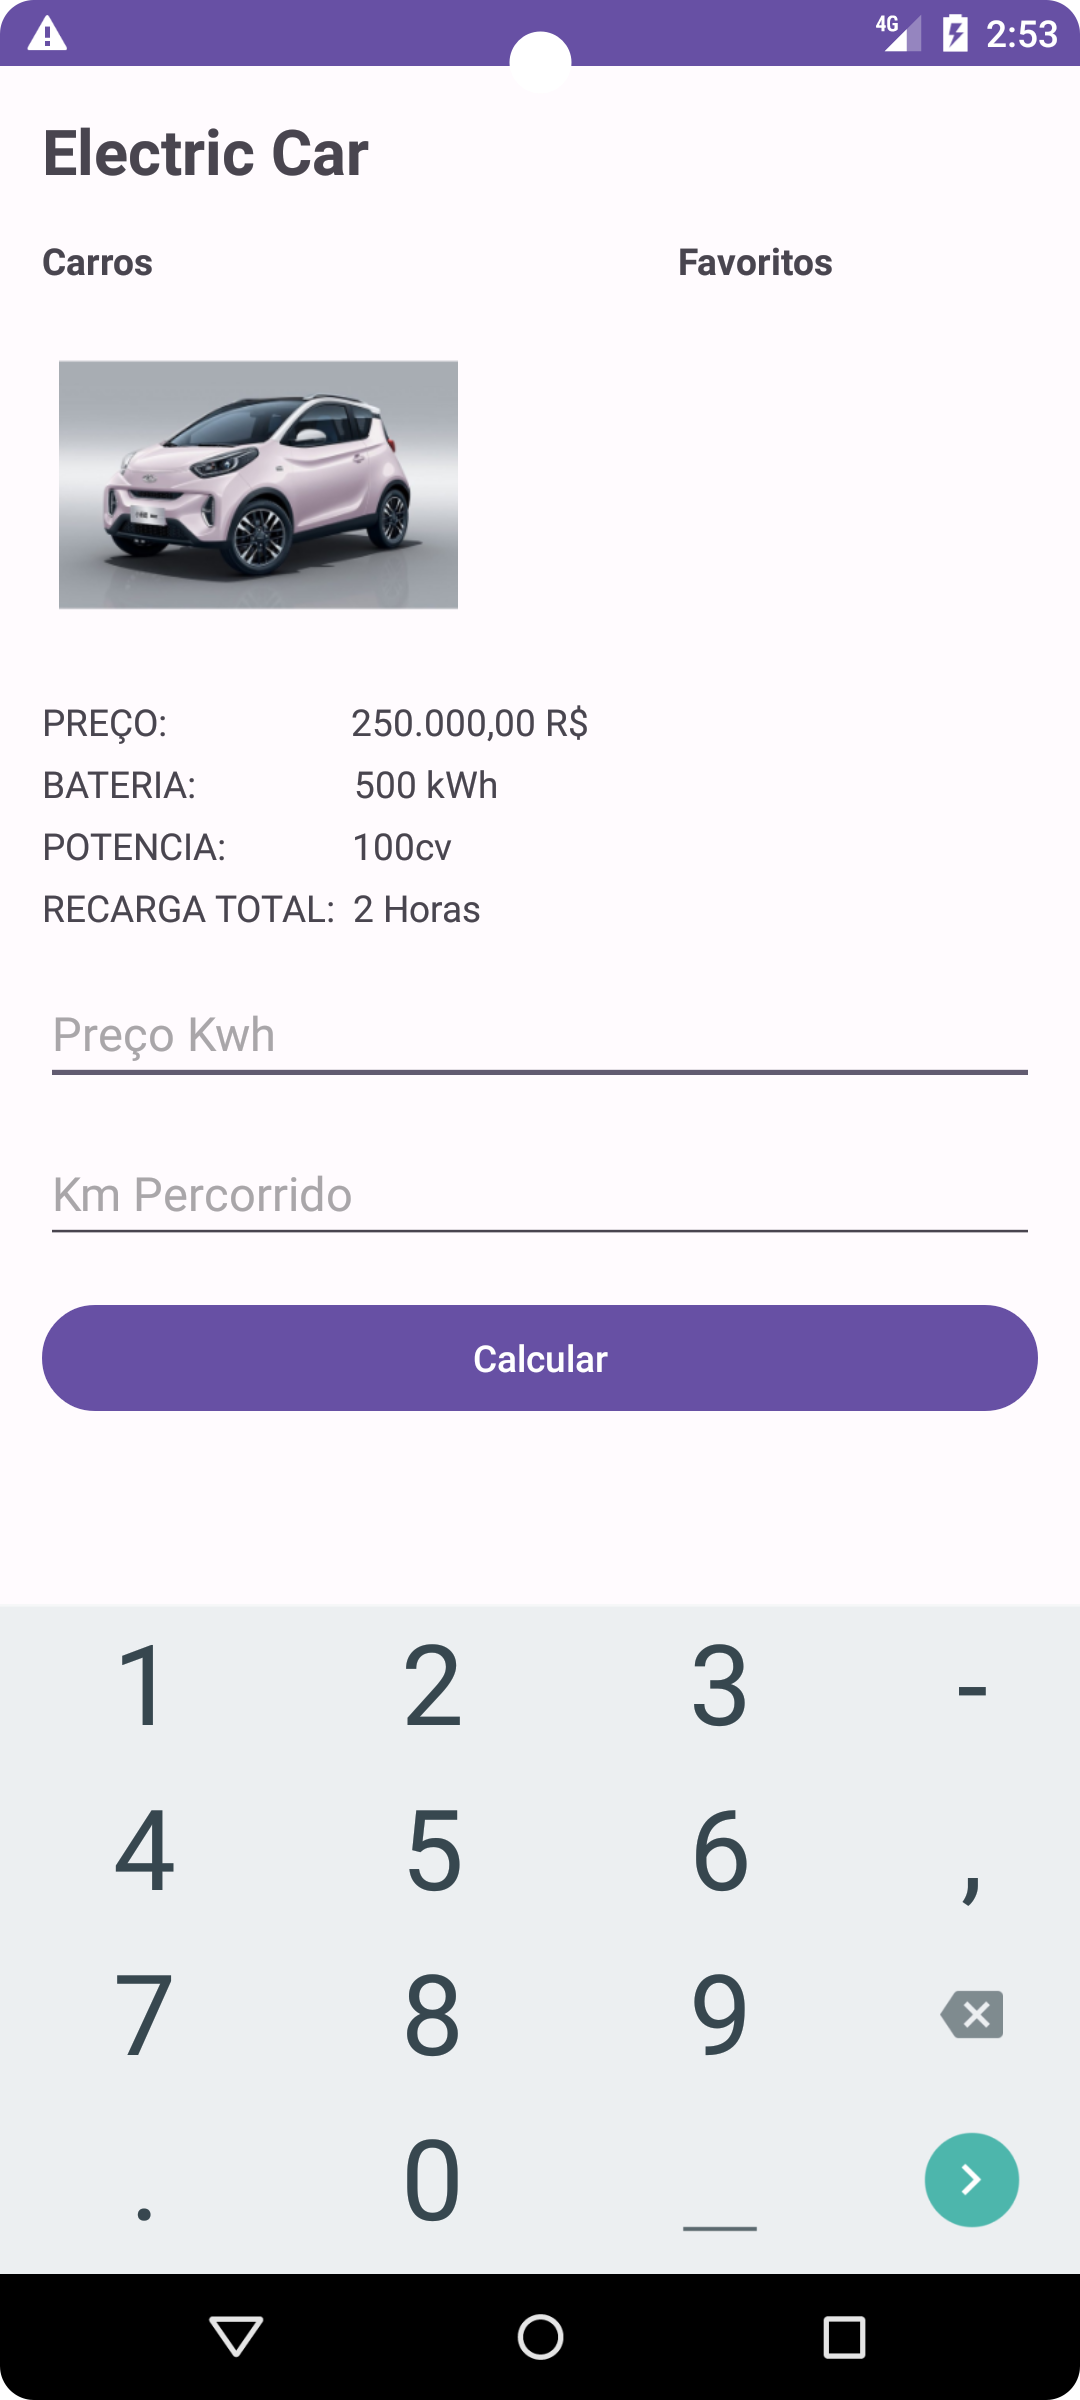 4G 2:53
Electric Car
Carros Favoritos
PREÇO: 250.000,00 R$
BATERIA: 500 kWh
POTENCIA: 100cv
RECARGA TOTAL: 2 Horas
Preço Kwh
Km Percorrido
Calcular
1 2 3 -
4 5 6 ,
7 8 9
. 0 _